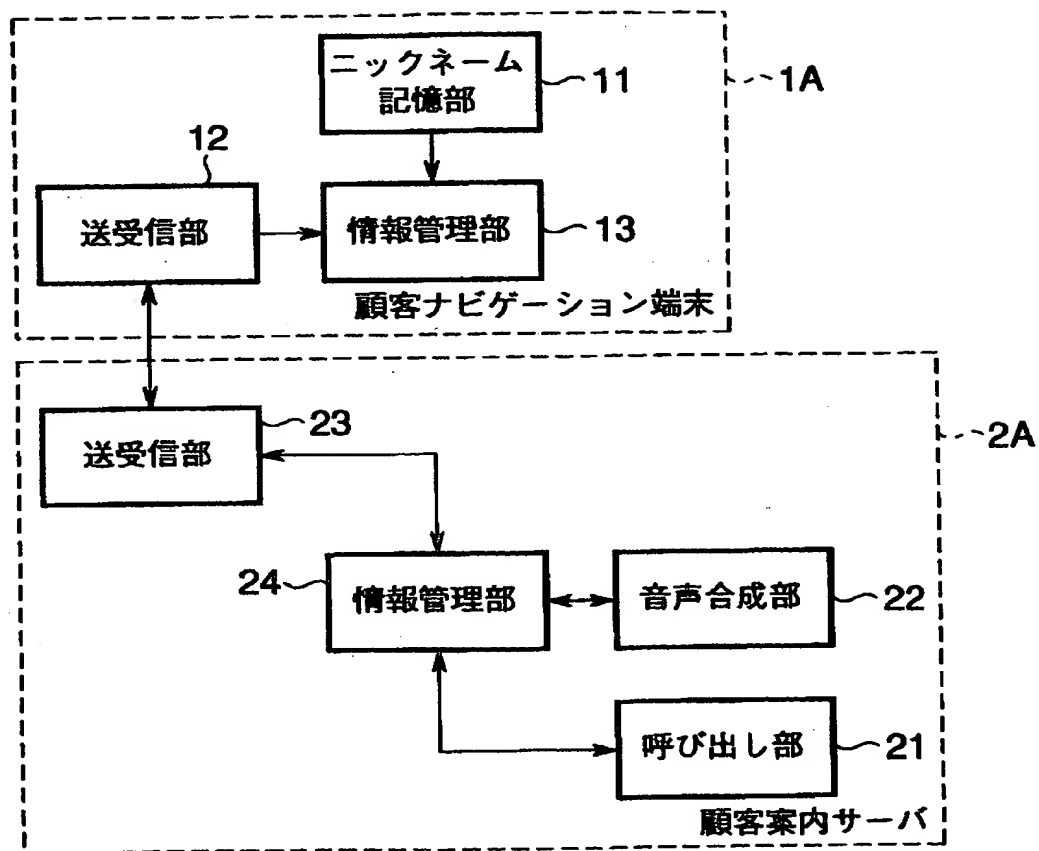 ニックネーム
記憶部
11
1A
12
送受信部
情報管理部
13
顧客ナビゲーション端末
23
2A
送受信部
24
情報管理部
音声合成部
22
呼び出し部
21
顧客案内サーバ